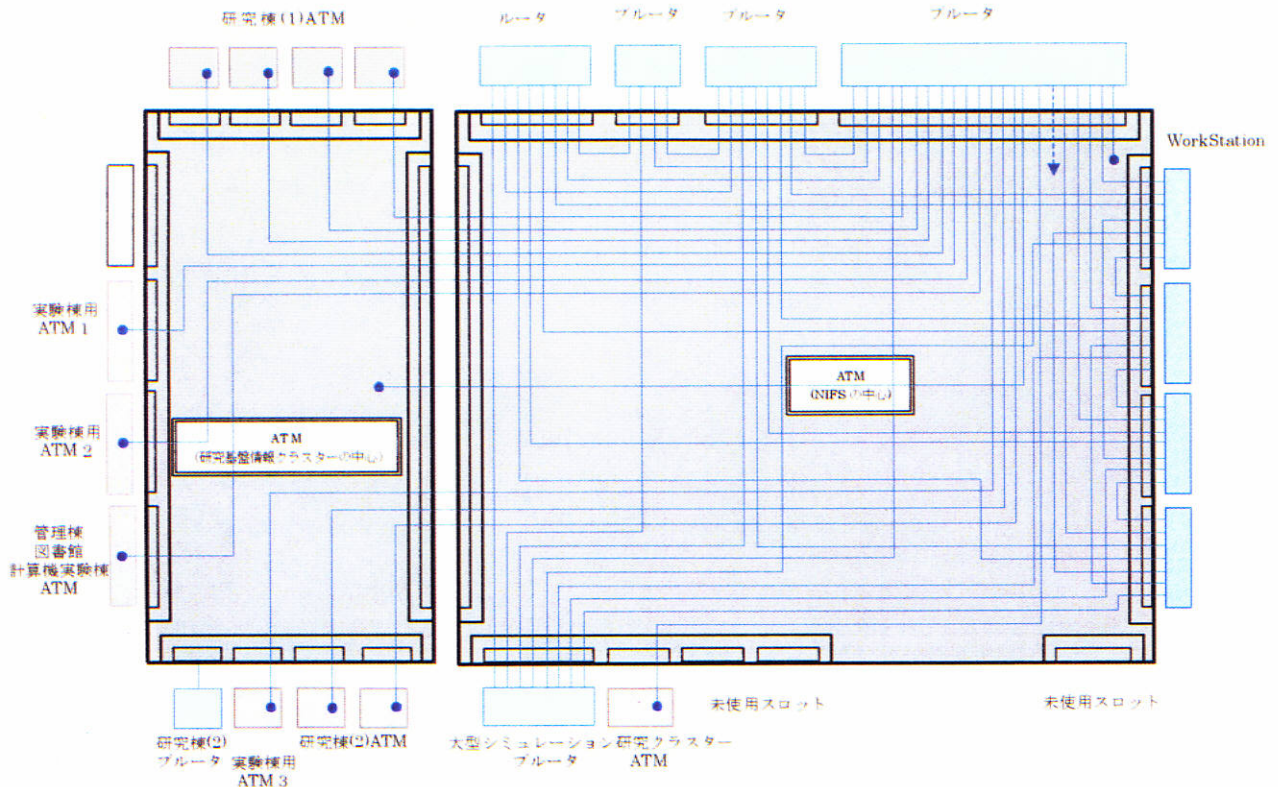 研究棟(1)ATM
ルータ
ブルータ
ブルータ
ブルータ
WorkStation
実験棟用
ATM 1
ATM
(NIFSの中心)
実験棟用
ATM 2
ATM
(研究基盤情報クラスターの中心)
管理棟
図書館
計算機実験棟
ATM
未使用スロット
未使用スロット
研究棟(2)
ブルータ
実験棟用
ATM 3
研究棟(2)ATM
大型シミュレーション研究クラスター
ブルータ
ATM